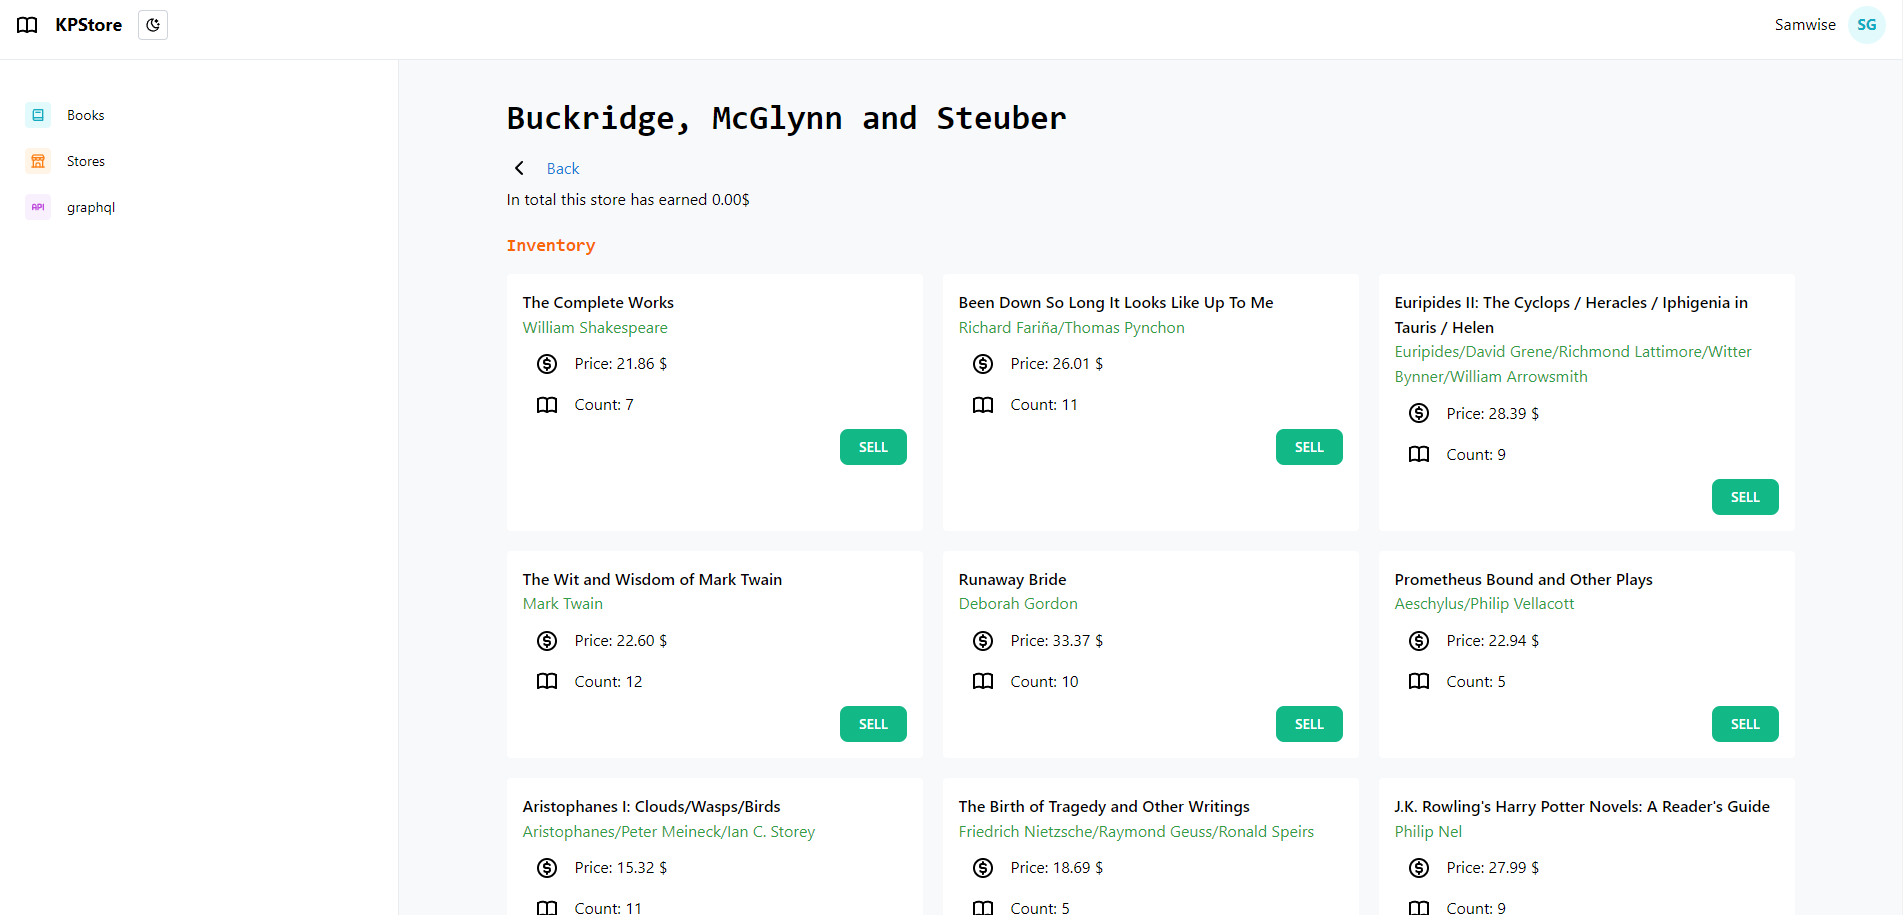 KPStore
Samwise
SG
Books
Stores
API
graphql
Buckridge, McGlynn and Steuber
Back
In total this store has earned 0.00$
Inventory
The Complete Works
William Shakespeare
Price: 21.86 $
Count: 7
SELL
Been Down So Long It Looks Like Up To Me
Richard Fariña/Thomas Pynchon
Price: 26.01 $
Count: 11
SELL
Euripides II: The Cyclops / Heracles / Iphigenia in
Tauris / Helen
Euripides/David Grene/Richmond Lattimore/Witter
Bynner/William Arrowsmith
Price: 28.39 $
Count: 9
SELL
The Wit and Wisdom of Mark Twain
Mark Twain
Price: 22.60 $
Count: 12
SELL
Runaway Bride
Deborah Gordon
Price: 33.37 $
Count: 10
SELL
Prometheus Bound and Other Plays
Aeschylus/Philip Vellacott
Price: 22.94 $
Count: 5
SELL
Aristophanes I: Clouds/Wasps/Birds
Aristophanes/Peter Meineck/Ian C. Storey
Price: 15.32 $
Count: 11
The Birth of Tragedy and Other Writings
Friedrich Nietzsche/Raymond Geuss/Ronald Speirs
Price: 18.69 $
Count: 5
J.K. Rowling's Harry Potter Novels: A Reader's Guide
Philip Nel
Price: 27.99 $
Count: 9